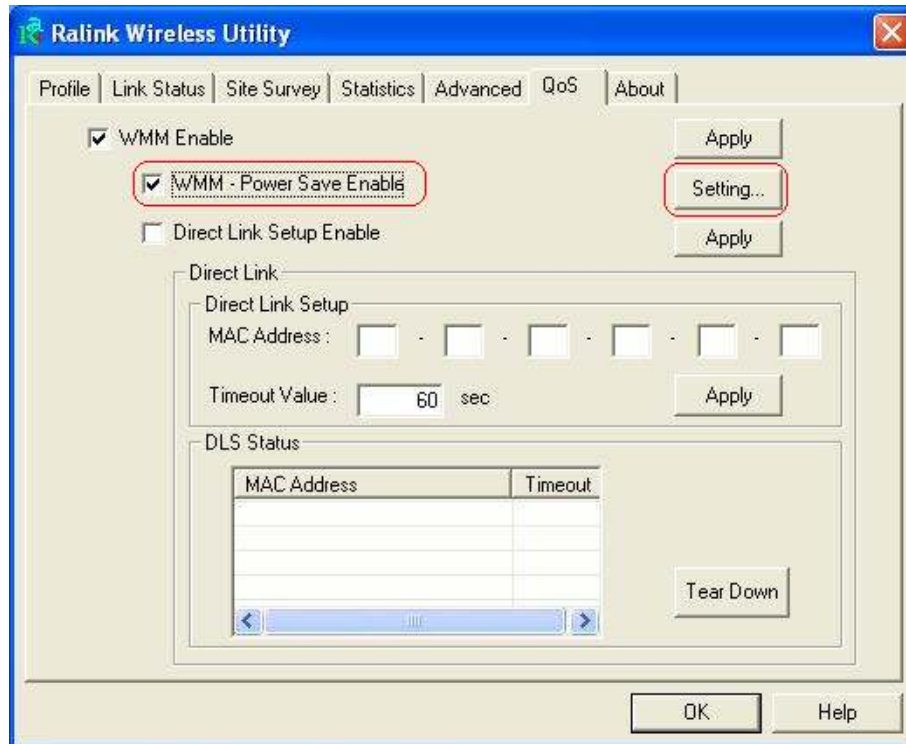 Ralink Wireless Utility
Profile Link Status Site Survey Statistics Advanced QoS About
WMM Enable Apply
WMM - Power Save Enable Setting...
Direct Link Setup Enable Apply
Direct Link
Direct Link Setup
MAC Address : - - - - -
Timeout Value : 60 sec Apply
DLS Status
MAC Address Timeout
Tear Down
OK Help